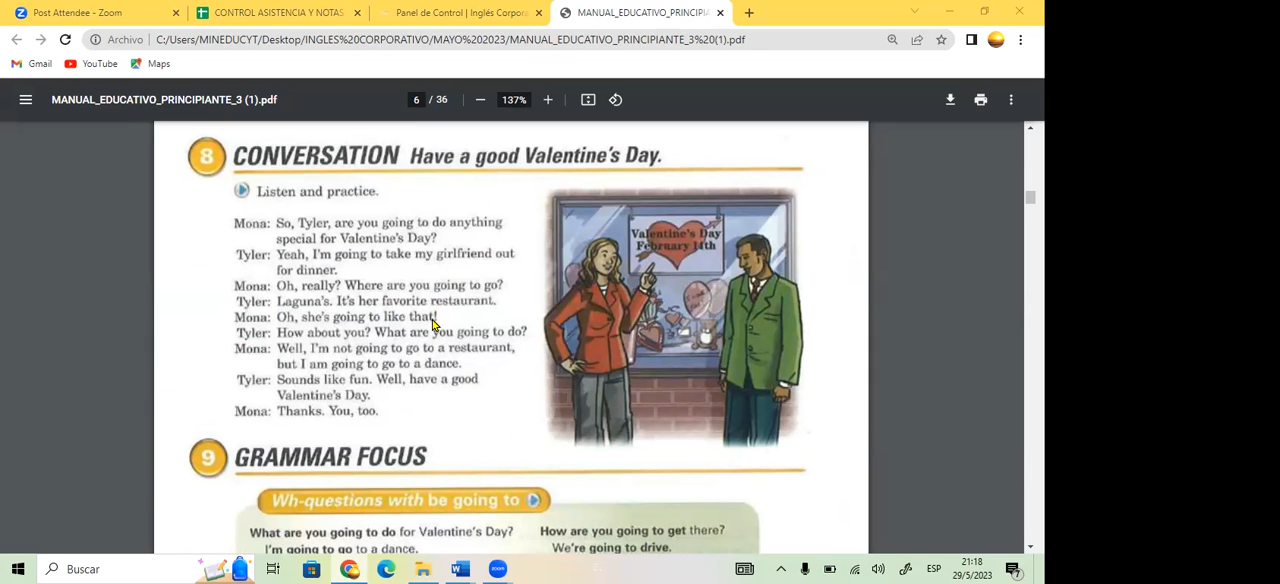 Post Attendee - Zoom
CONTROL ASISTENCIA Y NOTAS
Panel de Control | Inglés Corpora
MANUAL_EDUCATIVO_PRINCIPIA
Archivo
C:/Users/MINEDUCYT/Desktop/INGLES%20CORPORATIVO/MAYO%202023/MANUAL_EDUCATIVO_PRINCIPIANTE_3%20(1).pdf
Gmail
YouTube
Maps
MANUAL_EDUCATIVO_PRINCIPIANTE_3 (1).pdf
6 / 36
137%
8 CONVERSATION Have a good Valentine's Day.
Listen and practice.
Mona: So, Tyler, are you going to do anything
special for Valentine's Day?
Tyler: Yeah, I'm going to take my girlfriend out
for dinner.
Mona: Oh, really? Where are you going to go?
Tyler: Laguna's. It's her favorite restaurant.
Mona: Oh, she's going to like that!
Tyler: How about you? What are you going to do?
Mona: Well, I'm not going to go to a restaurant,
but I am going to go to a dance.
Tyler: Sounds like fun. Well, have a good
Valentine's Day.
Mona: Thanks. You, too.
Valentine's Day
February 14th
9 GRAMMAR FOCUS
Wh-questions with be going to
What are you going to do for Valentine's Day?
I'm going to go to a dance.
How are you going to get there?
We're going to drive.
Buscar
ESP
21:18
29/5/2023